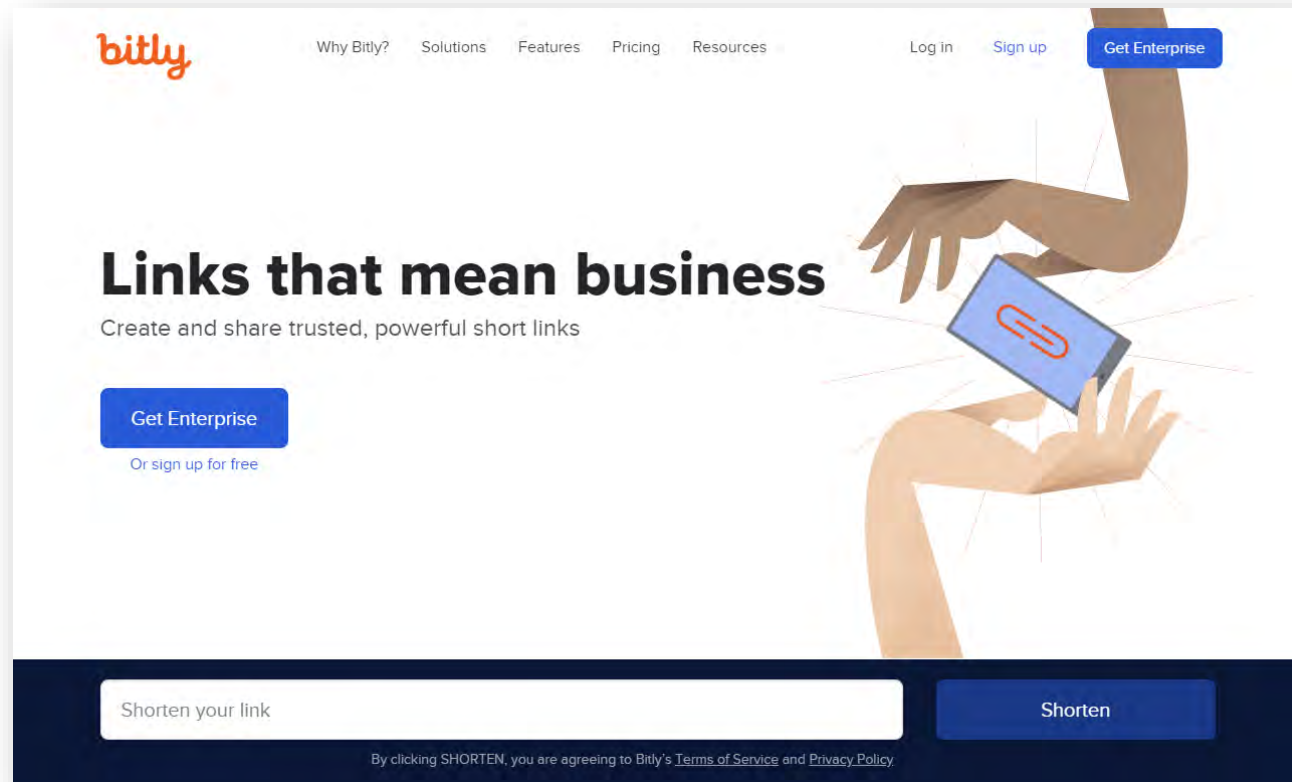 bitly
Why Bitly? Solutions Features Pricing Resources Log in Sign up Get Enterprise
Links that mean business
Create and share trusted, powerful short links
Get Enterprise
Or sign up for free
Shorten your link Shorten
By clicking SHORTEN, you are agreeing to Bitly's Terms of Service and Privacy Policy